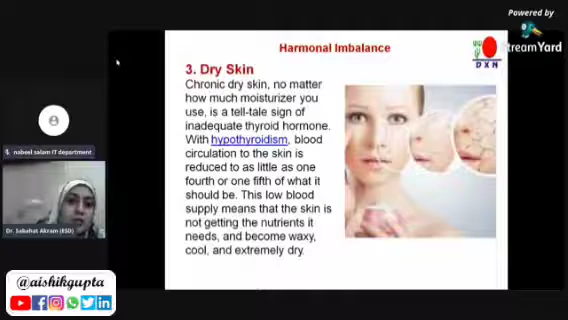 Powered by
StreamYard
Harmonal Imbalance
DXN
3. Dry Skin
Chronic dry skin, no matter
how much moisturizer you
use, is a tell-tale sign of
inadequate thyroid hormone.
With hypothyroidism, blood
circulation to the skin is
reduced to as little as one
fourth or one fifth of what it
should be. This low blood
supply means that the skin is
not getting the nutrients it
needs, and become waxy,
cool, and extremely dry.
nabeel salam IT department
Dr. Sabahat Akram (ESD)
@aishikgupta